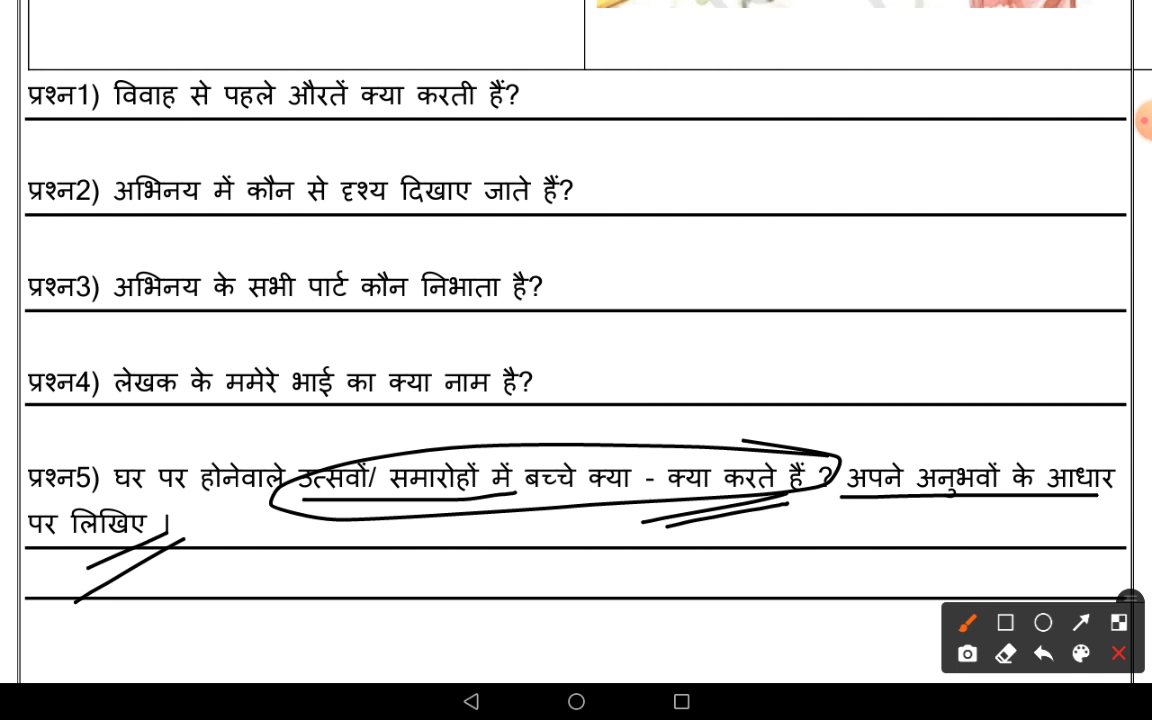 प्रश्न1) विवाह से पहले औरतें क्या करती हैं?
प्रश्न2) अभिनय में कौन से दृश्य दिखाए जाते हैं?
प्रश्न3) अभिनय के सभी पार्ट कौन निभाता है?
प्रश्न4) लेखक के ममेरे भाई का क्या नाम है?
प्रश्न5) घर पर होनेवाले उत्सवों/ समारोहों में बच्चे क्या - क्या करते हैं ? अपने अनुभवों के आधार
पर लिखिए ।